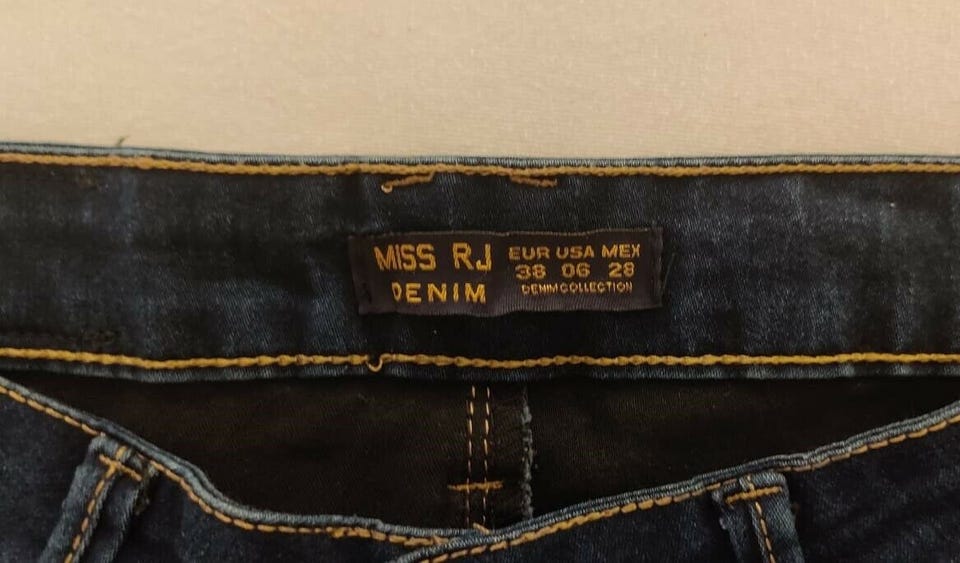 MISS RJ
DENIM
EUR USA MEX
38 06 28
DENIM COLLECTION